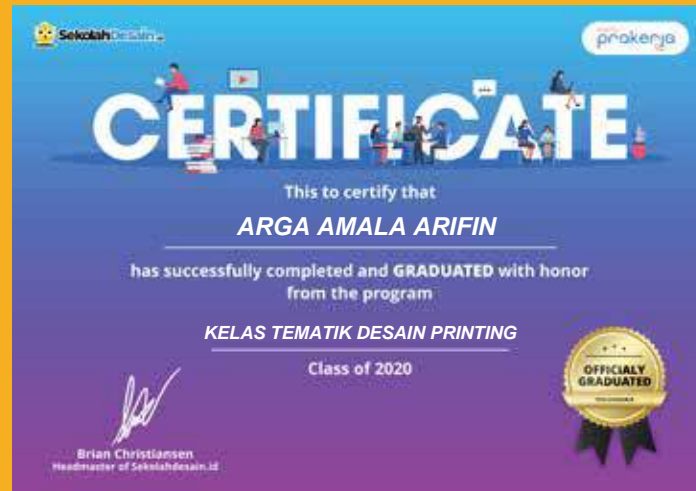 SekolahDesain
prakerja
CERTIFICATE
This to certify that
ARGA AMALA ARIFIN
has successfully completed and GRADUATED with honor
from the program
KELAS TEMATIK DESAIN PRINTING
Class of 2020
OFFICIALY
GRADUATED
Brian Christiansen
Headmaster of Sekolahdesain.id